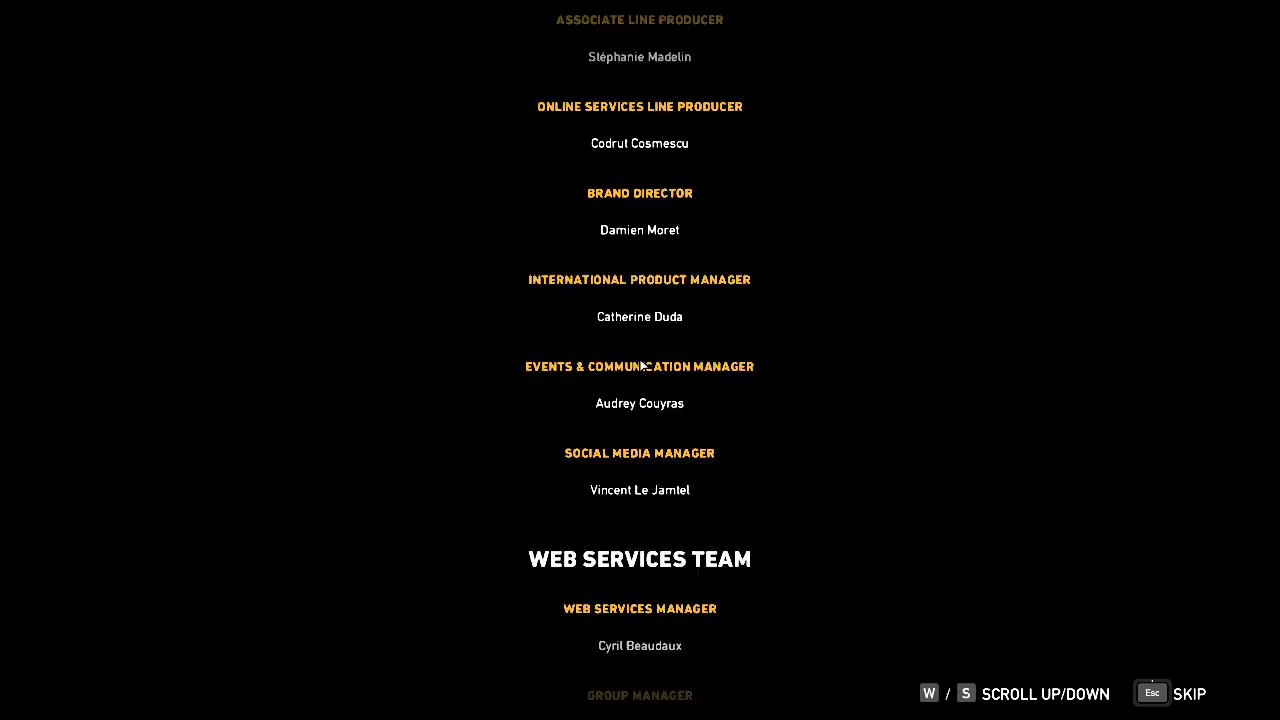 ASSOCIATE LINE PRODUCER
Stéphanie Madelin
ONLINE SERVICES LINE PRODUCER
Codrut Cosmescu
BRAND DIRECTOR
Damien Moret
INTERNATIONAL PRODUCT MANAGER
Catherine Duda
EVENTS & COMMUNICATION MANAGER
Audrey Couyras
SOCIAL MEDIA MANAGER
Vincent Le Jamtel
WEB SERVICES TEAM
WEB SERVICES MANAGER
Cyril Beaudaux
GROUP MANAGER
W / S SCROLL UP/DOWN Esc SKIP